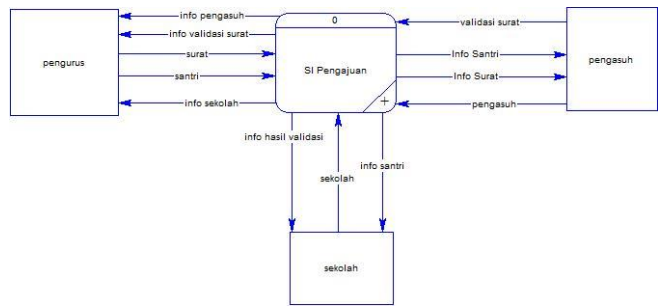 info pengasuh
0
validasi surat
info validasi surat
surat
Info Santri
pengurus
SI Pengajuan
pengasuh
santri
Info Surat
info sekolah
+
pengasuh
info hasil validasi
info santri
sekolah
sekolah